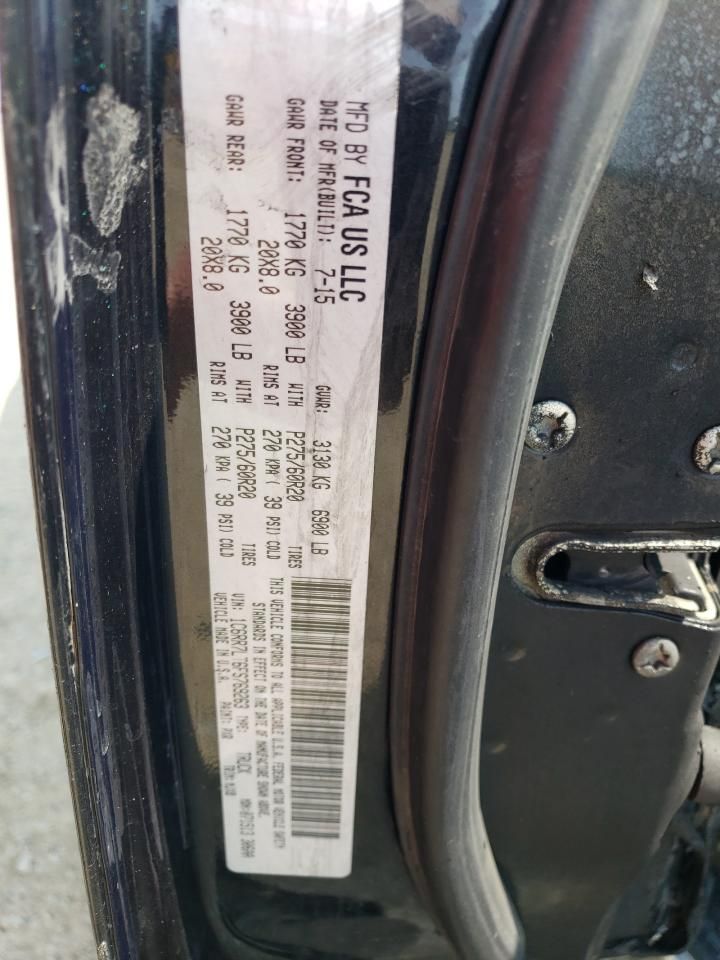 MFD BY FCA US LLC
DATE OF MFR(BUILT): 7-15 GVWR: 3130 KG 6900 LB
GAWR FRONT: 1770 KG 3900 LB WITH P275/60R20 TIRES
20X8.0 RIMS AT 270 KPA( 39 PSI) COLD
GAWR REAR: 1770 KG 3900 LB WITH P275/60R20 TIRES
20X8.0 RIMS AT 270 KPA( 39 PSI) COLD
THIS VEHICLE CONFORMS TO ALL APPLICABLE U.S.A. FEDERAL MOTOR VEHICLE SAFETY
STANDARDS IN EFFECT ON THE DATE OF MANUFACTURE SHOWN ABOVE.
VIN: TYPE: TRUCK
VEHICLE MADE IN U.S.A. PAINT: PXR TRIM: